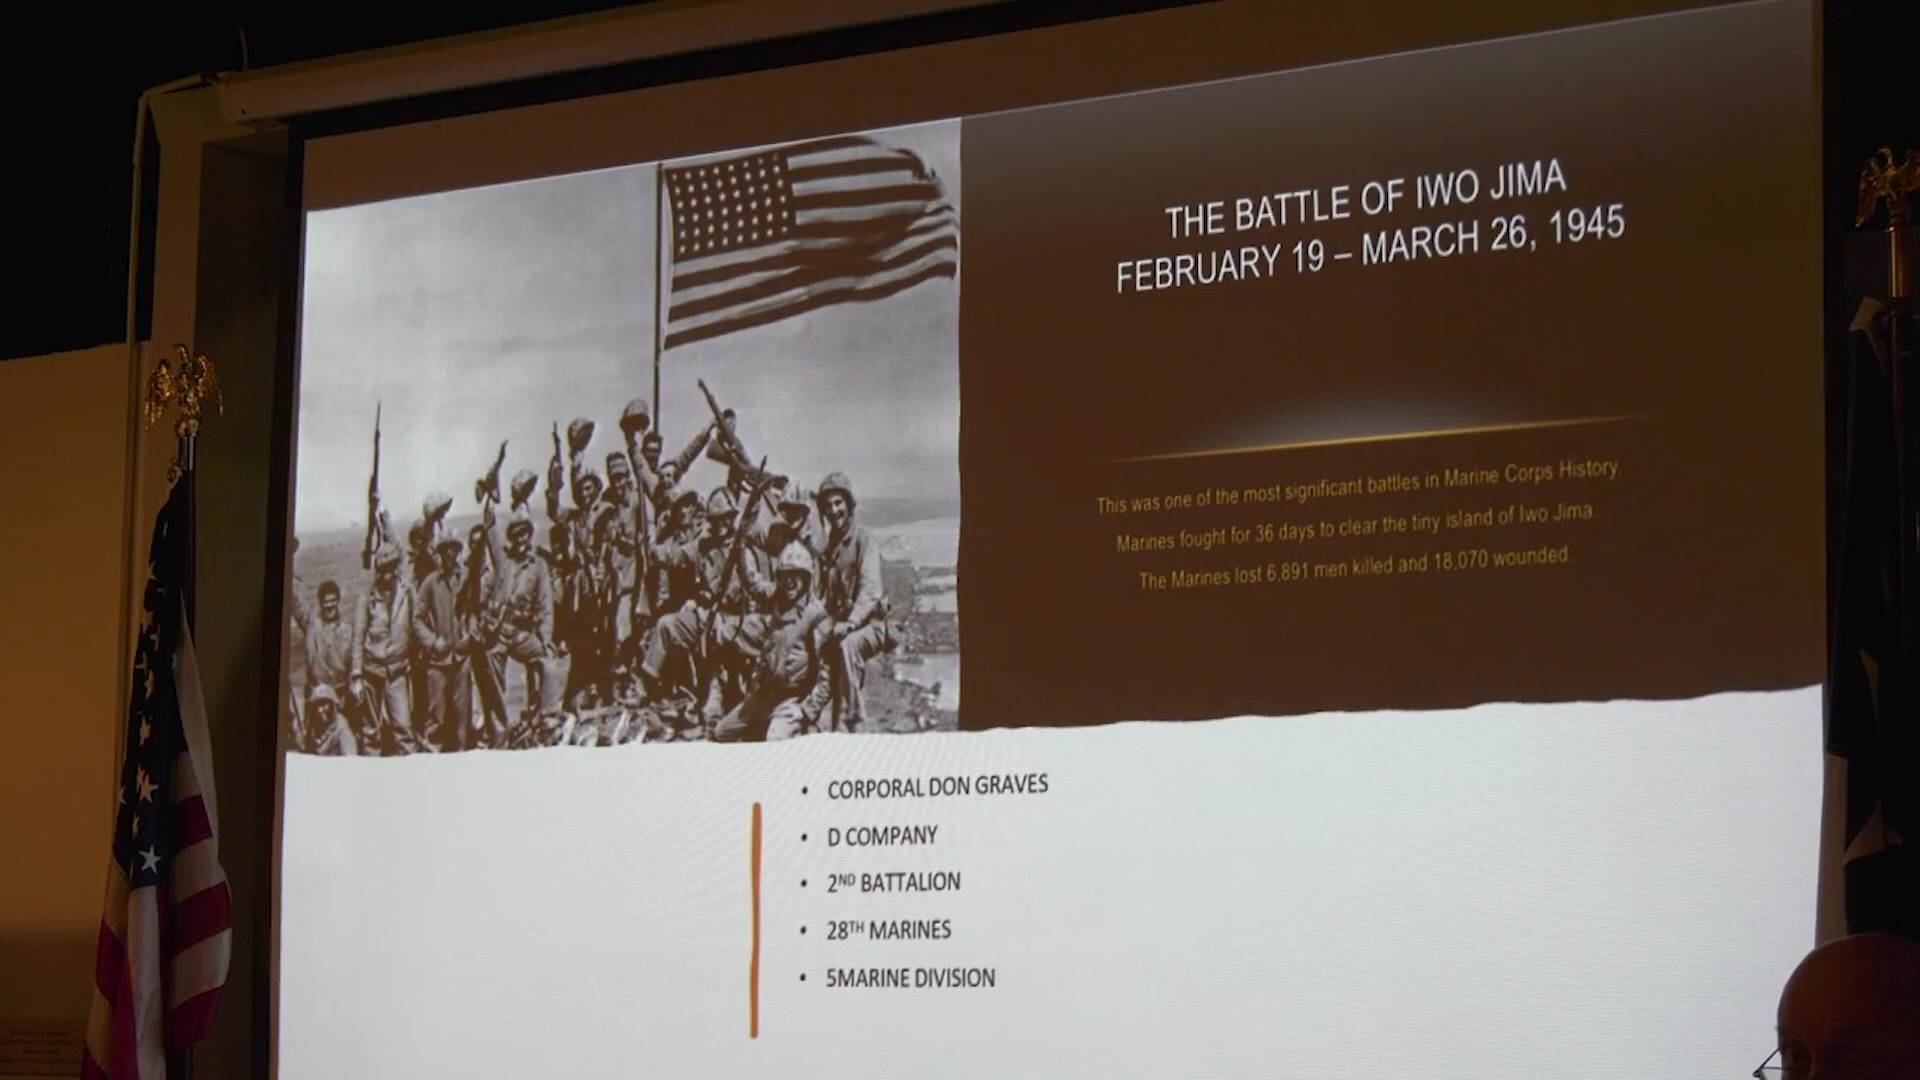 THE BATTLE OF IWO JIMA
FEBRUARY 19 – MARCH 26, 1945
This was one of the most significant battles in Marine Corps History.
Marines fought for 36 days to clear the tiny island of Iwo Jima.
The Marines lost 6,891 men killed and 18,070 wounded.
• CORPORAL DON GRAVES
• D COMPANY
• 2ND BATTALION
• 28TH MARINES
• 5MARINE DIVISION